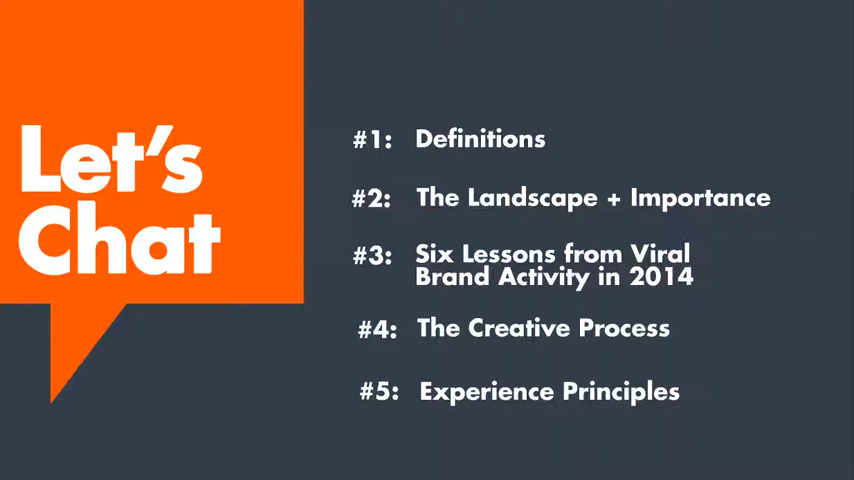 Let's
Chat
#1: Definitions
#2: The Landscape + Importance
#3: Six Lessons from Viral
Brand Activity in 2014
#4: The Creative Process
#5: Experience Principles